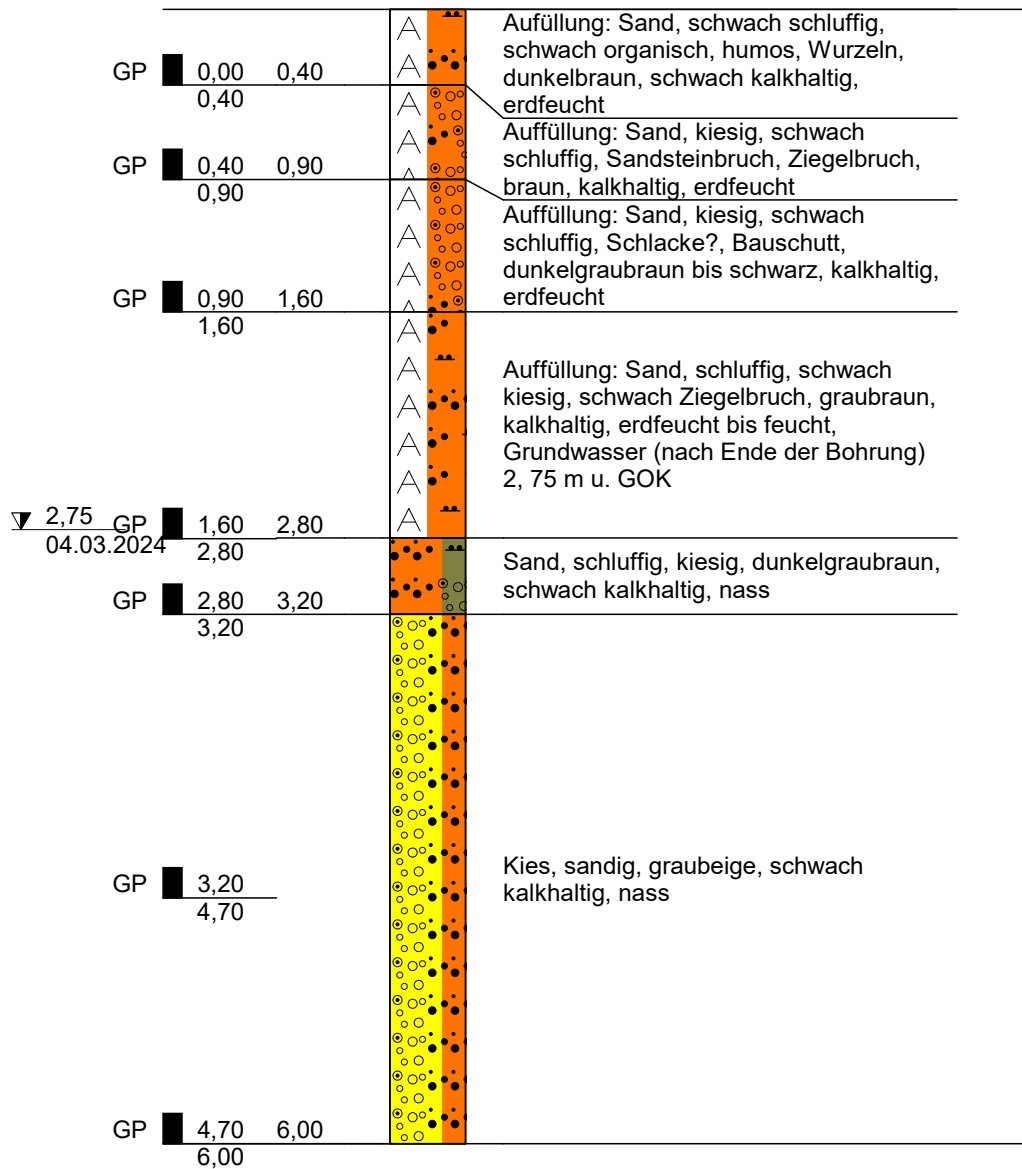 Aufüllung: Sand, schwach schluffig,
schwach organisch, humos, Wurzeln,
dunkelbraun, schwach kalkhaltig,
erdfeucht
GP 0,00 0,40
0,40
Auffüllung: Sand, kiesig, schwach
schluffig, Sandsteinbruch, Ziegelbruch,
braun, kalkhaltig, erdfeucht
GP 0,40 0,90
0,90
Auffüllung: Sand, kiesig, schwach
schluffig, Schlacke?, Bauschutt,
dunkelgraubraun bis schwarz, kalkhaltig,
erdfeucht
GP 0,90 1,60
1,60
Auffüllung: Sand, schluffig, schwach
kiesig, schwach Ziegelbruch, graubraun,
kalkhaltig, erdfeucht bis feucht,
Grundwasser (nach Ende der Bohrung)
2, 75 m u. GOK
2,75 GP 1,60 2,80
04.03.2024 2,80
Sand, schluffig, kiesig, dunkelgraubraun,
schwach kalkhaltig, nass
GP 2,80 3,20
3,20
Kies, sandig, graubeige, schwach
kalkhaltig, nass
GP 3,20
4,70
GP 4,70 6,00
6,00
A
A
A
A
A
A
A
A
A
A
A
A
A
A